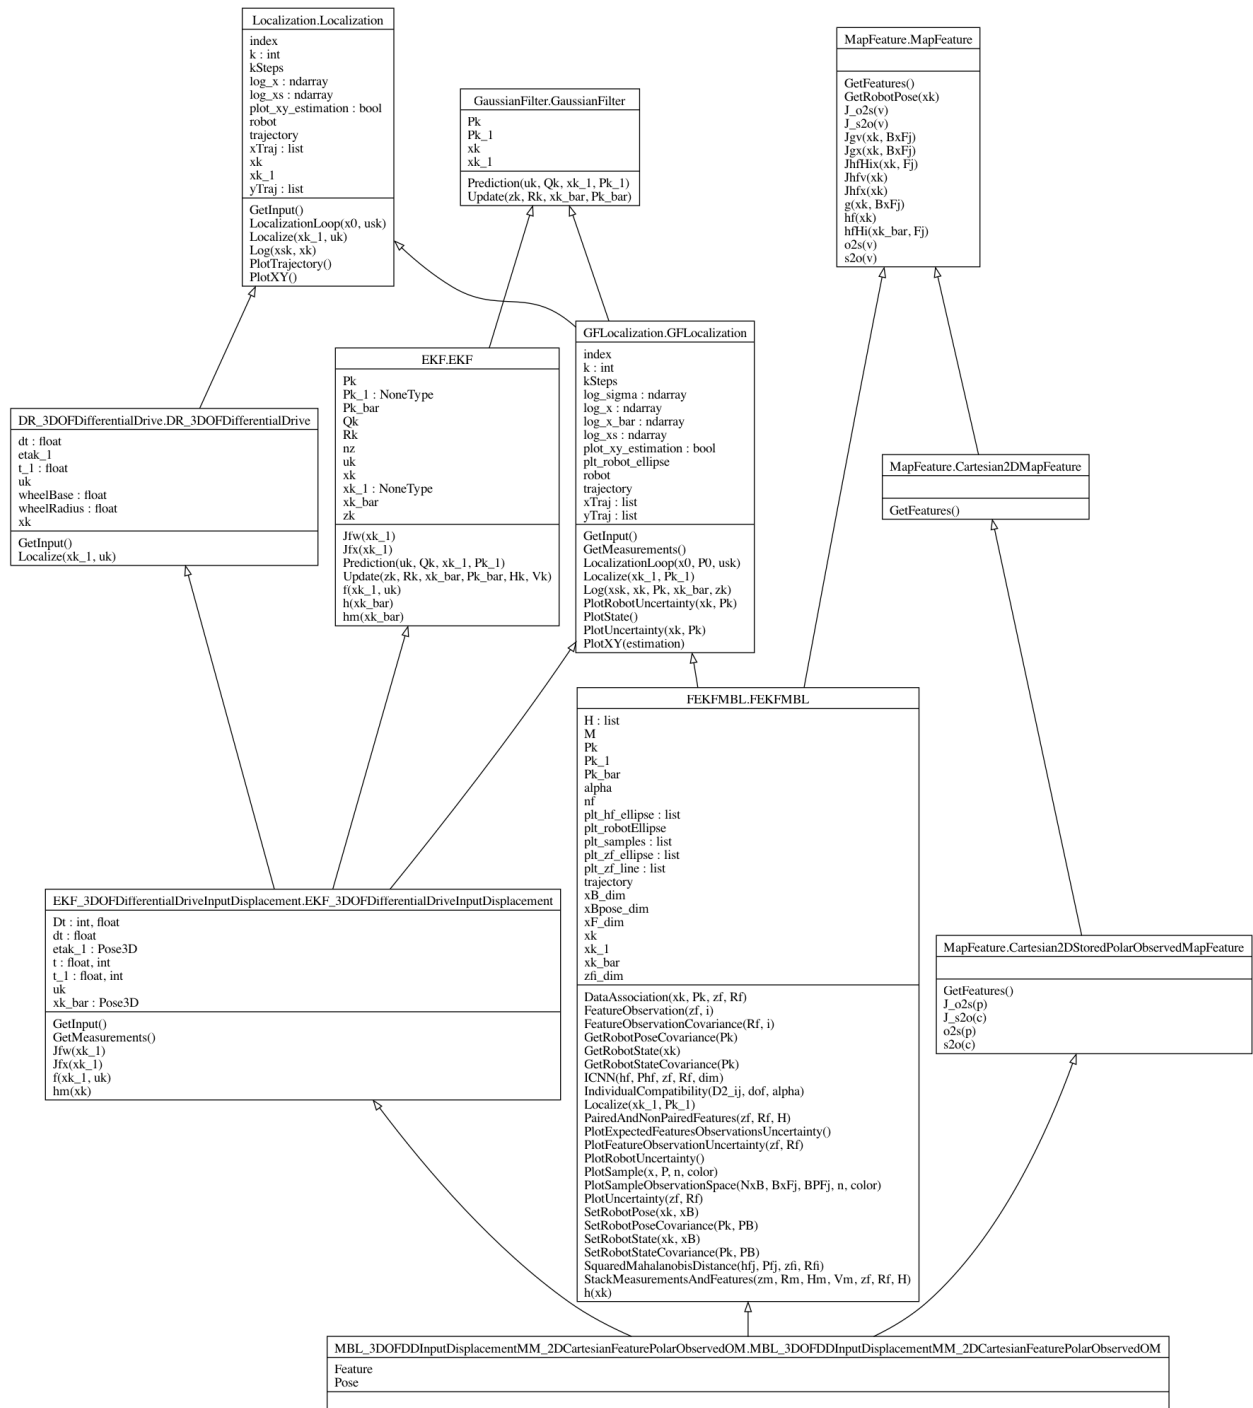 Localization.Localization
index
k : int
kSteps
log_x : ndarray
log_xs : ndarray
plot_xy_estimation : bool
robot
trajectory
xTraj : list
xk
xk_1
yTraj : list
GetInput()
LocalizationLoop(x0, usk)
Localize(xk_1, uk)
Log(xsk, xk)
PlotTrajectory()
PlotXY()
GaussianFilter.GaussianFilter
Pk
Pk_1
xk
xk_1
Prediction(uk, Qk, xk_1, Pk_1)
Update(zk, Rk, xk_bar, Pk_bar)
MapFeature.MapFeature
GetFeatures()
GetRobotPose(xk)
J_o2s(v)
J_s2o(v)
Jgv(xk, BxFj)
Jgx(xk, BxFj)
JhfHix(xk, Fj)
Jhfv(xk)
Jhfx(xk)
g(xk, BxFj)
hf(xk)
hfHi(xk_bar, Fj)
o2s(v)
s2o(v)
DR_3DOFDifferentialDrive.DR_3DOFDifferentialDrive
dt : float
etak_1
t_1 : float
uk
wheelBase : float
wheelRadius : float
xk
GetInput()
Localize(xk_1, uk)
EKF.EKF
Pk
Pk_1 : NoneType
Pk_bar
Qk
Rk
nz
uk
xk
xk_1 : NoneType
xk_bar
zk
Jfw(xk_1)
Jfx(xk_1)
Prediction(uk, Qk, xk_1, Pk_1)
Update(zk, Rk, xk_bar, Pk_bar, Hk, Vk)
f(xk_1, uk)
h(xk_bar)
hm(xk_bar)
GFLocalization.GFLocalization
index
k : int
kSteps
log_sigma : ndarray
log_x : ndarray
log_x_bar : ndarray
log_xs : ndarray
plot_xy_estimation : bool
plt_robot_ellipse
robot
trajectory
xTraj : list
yTraj : list
GetInput()
GetMeasurements()
LocalizationLoop(x0, P0, usk)
Localize(xk_1, Pk_1)
Log(xsk, xk, Pk, xk_bar, zk)
PlotRobotUncertainty(xk, Pk)
PlotState()
PlotUncertainty(xk, Pk)
PlotXY(estimation)
MapFeature.Cartesian2DMapFeature
GetFeatures()
FEKFMBL.FEKFMBL
H : list
M
Pk
Pk_1
Pk_bar
alpha
nf
plt_hf_ellipse : list
plt_robotEllipse
plt_samples : list
plt_zf_ellipse : list
plt_zf_line : list
trajectory
xB_dim
xBpose_dim
xF_dim
xk
xk_1
xk_bar
zfi_dim
DataAssociation(xk, Pk, zf, Rf)
FeatureObservation(zf, i)
FeatureObservationCovariance(Rf, i)
GetRobotPoseCovariance(Pk)
GetRobotState(xk)
GetRobotStateCovariance(Pk)
ICNN(hf, Phf, zf, Rf, dim)
IndividualCompatibility(D2_ij, dof, alpha)
Localize(xk_1, Pk_1)
PairedAndNonPairedFeatures(zf, Rf, H)
PlotExpectedFeaturesObservationsUncertainty()
PlotFeatureObservationUncertainty(zf, Rf)
PlotRobotUncertainty()
PlotSample(x, P, n, color)
PlotSampleObservationSpace(NxB, BxFj, BPFj, n, color)
PlotUncertainty(zf, Rf)
SetRobotPose(xk, xB)
SetRobotPoseCovariance(Pk, PB)
SetRobotState(xk, xB)
SetRobotStateCovariance(Pk, PB)
SquaredMahalanobisDistance(hfj, Pfj, zfi, Rfi)
StackMeasurementsAndFeatures(zm, Rm, Hm, Vm, zf, Rf, H)
h(xk)
EKF_3DOFDifferentialDriveInputDisplacement.EKF_3DOFDifferentialDriveInputDisplacement
Dt : int, float
dt : float
etak_1 : Pose3D
t : float, int
t_1 : float, int
uk
xk_bar : Pose3D
GetInput()
GetMeasurements()
Jfw(xk_1)
Jfx(xk_1)
f(xk_1, uk)
hm(xk)
MapFeature.Cartesian2DStoredPolarObservedMapFeature
GetFeatures()
J_o2s(p)
J_s2o(c)
o2s(p)
s2o(c)
MBL_3DOFDDInputDisplacementMM_2DCartesianFeaturePolarObservedOM.MBL_3DOFDDInputDisplacementMM_2DCartesianFeaturePolarObservedOM
Feature
Pose